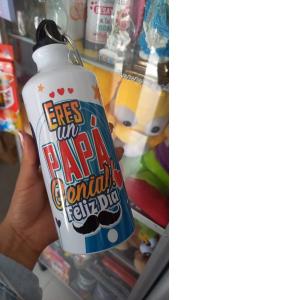 ERES
un
PAPÁ
Genial!
Feliz Día